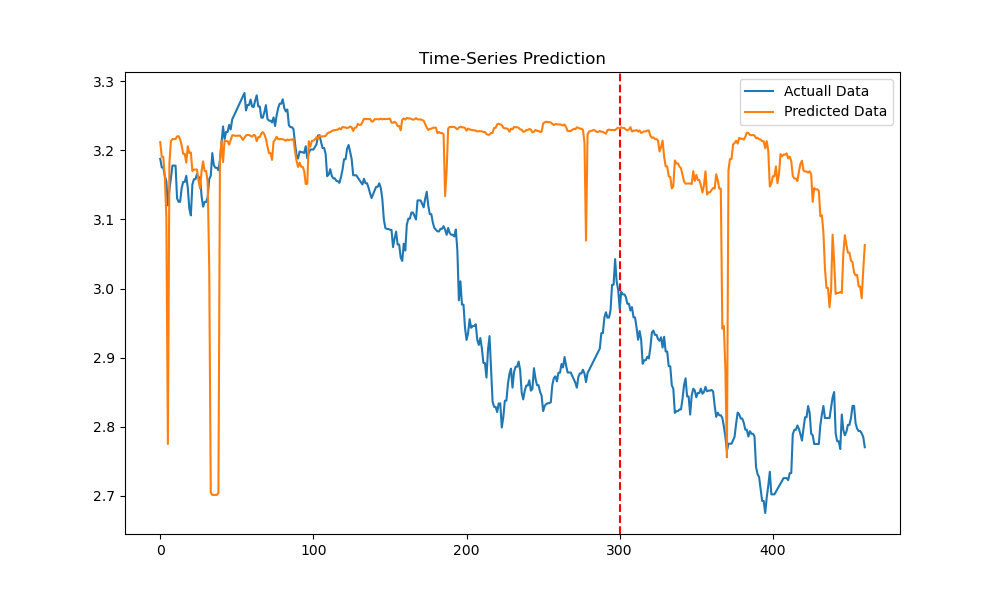 Time-Series Prediction
Actuall Data
Predicted Data
3.3
3.2
3.1
3.0
2.9
2.8
2.7
0 100 200 300 400